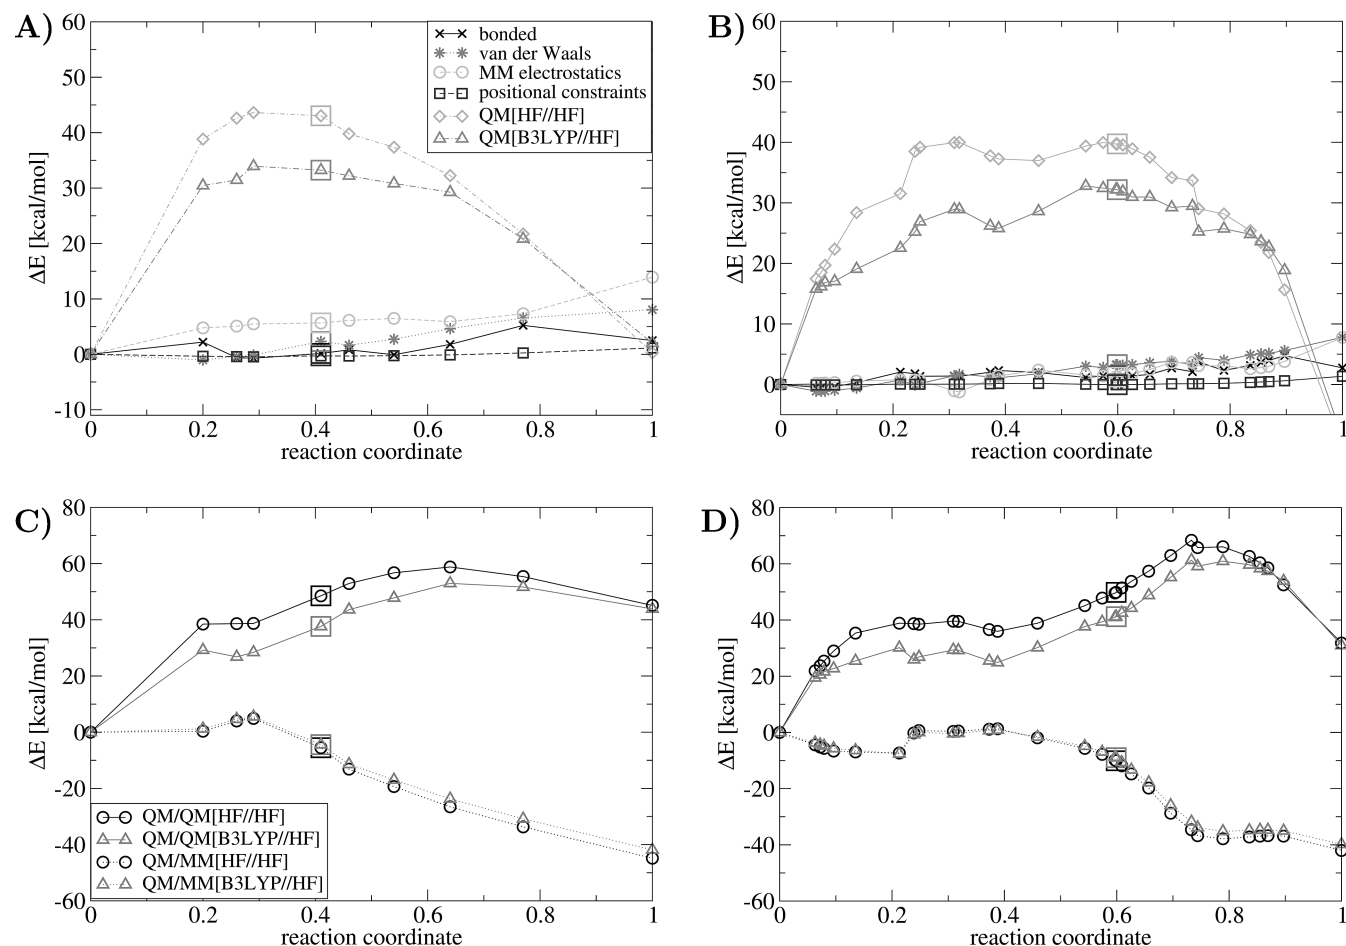 A)
60
50
40
30
20
10
0
-10
ΔE [kcal/mol]
bonded
van der Waals
MM electrostatics
positional constraints
QM[HF//HF]
QM[B3LYP//HF]
0 0.2 0.4 0.6 0.8 1
reaction coordinate
B)
60
50
40
30
20
10
0
ΔE [kcal/mol]
0 0.2 0.4 0.6 0.8 1
reaction coordinate
C)
80
60
40
20
0
-20
-40
-60
ΔE [kcal/mol]
QM/QM[HF//HF]
QM/QM[B3LYP//HF]
QM/MM[HF//HF]
QM/MM[B3LYP//HF]
0 0.2 0.4 0.6 0.8 1
reaction coordinate
D)
80
60
40
20
0
-20
-40
-60
ΔE [kcal/mol]
0 0.2 0.4 0.6 0.8 1
reaction coordinate